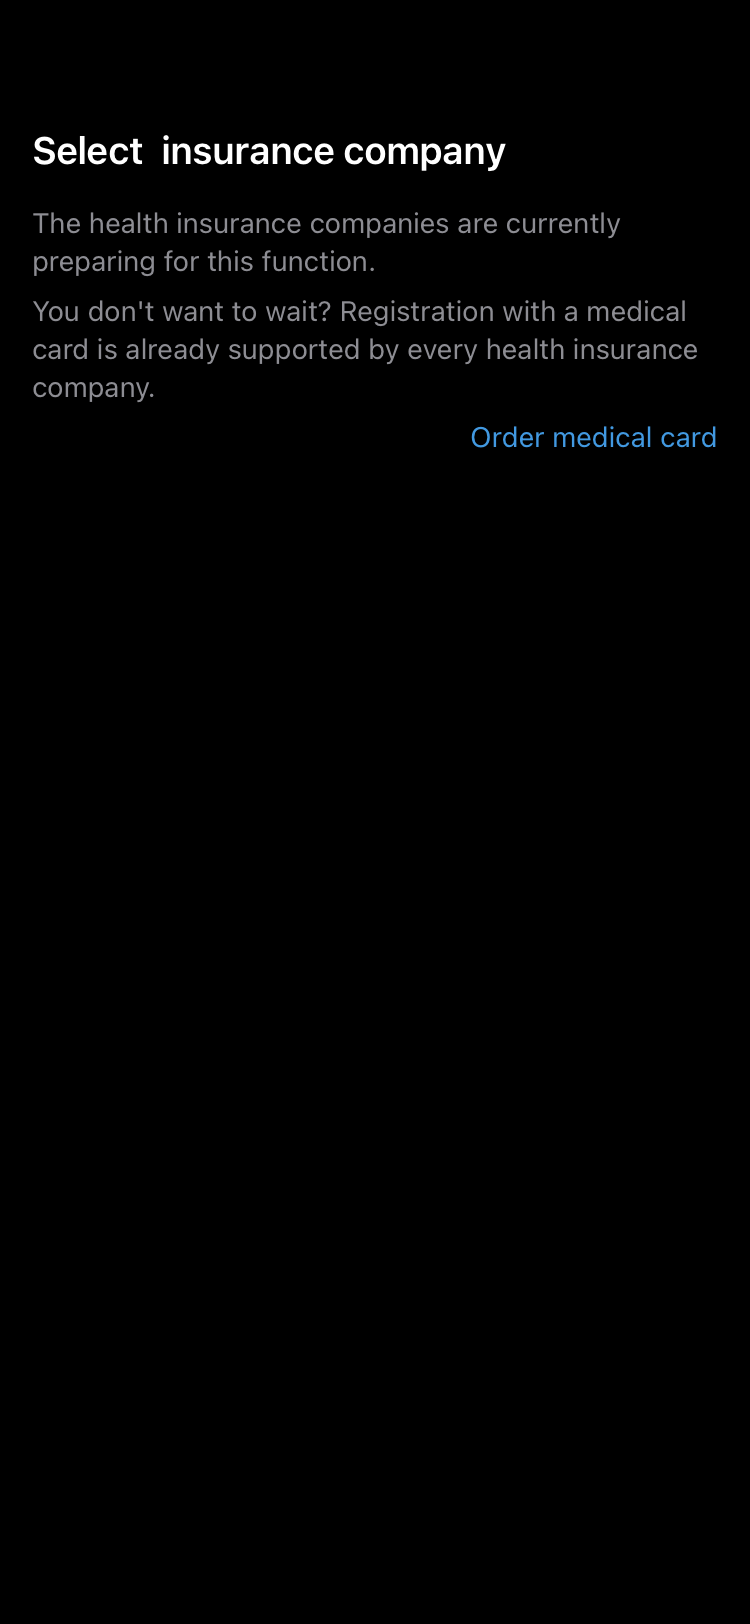 Select  insurance company
The health insurance companies are currently
preparing for this function.
You don't want to wait? Registration with a medical
card is already supported by every health insurance
company.
Order medical card